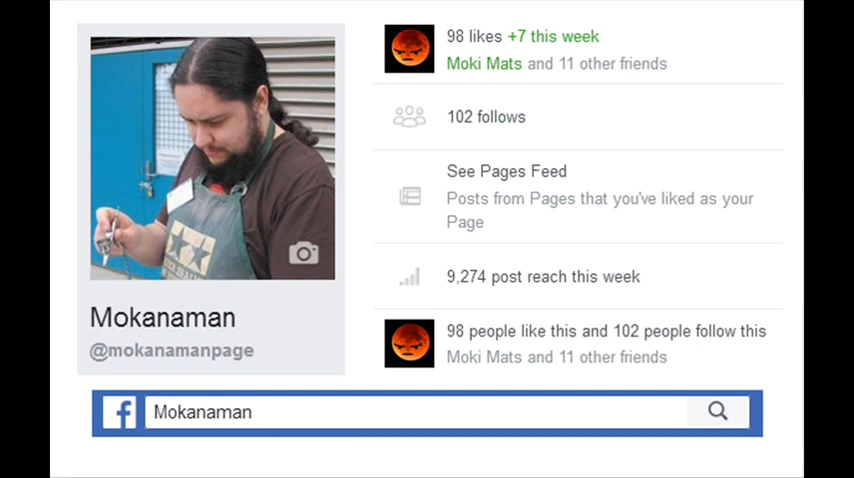 98 likes +7 this week
Moki Mats and 11 other friends
102 follows
See Pages Feed
Posts from Pages that you've liked as your
Page
9,274 post reach this week
98 people like this and 102 people follow this
Moki Mats and 11 other friends
Mokanaman
@mokanamanpage
f Mokanaman